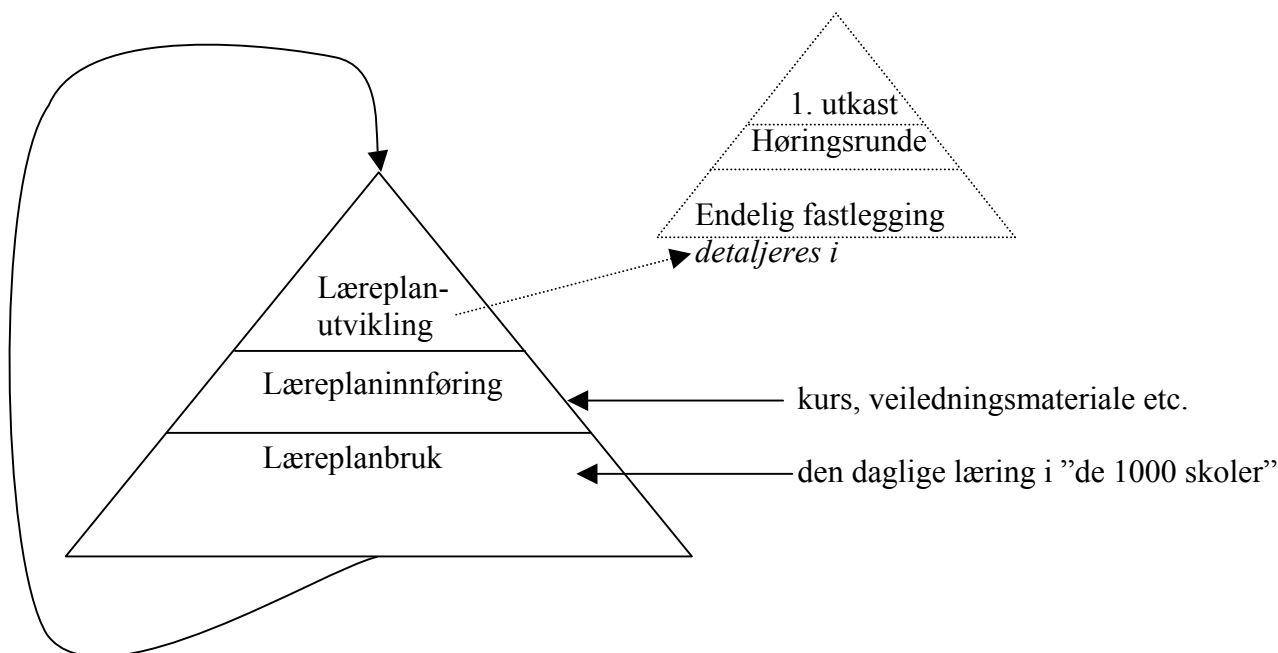 1. utkast
Høringsrunde
Endelig fastlegging
detaljeres i
Læreplan-
utvikling
Læreplaninnføring
kurs, veiledningsmateriale etc.
Læreplanbruk
den daglige læring i ”de 1000 skoler”